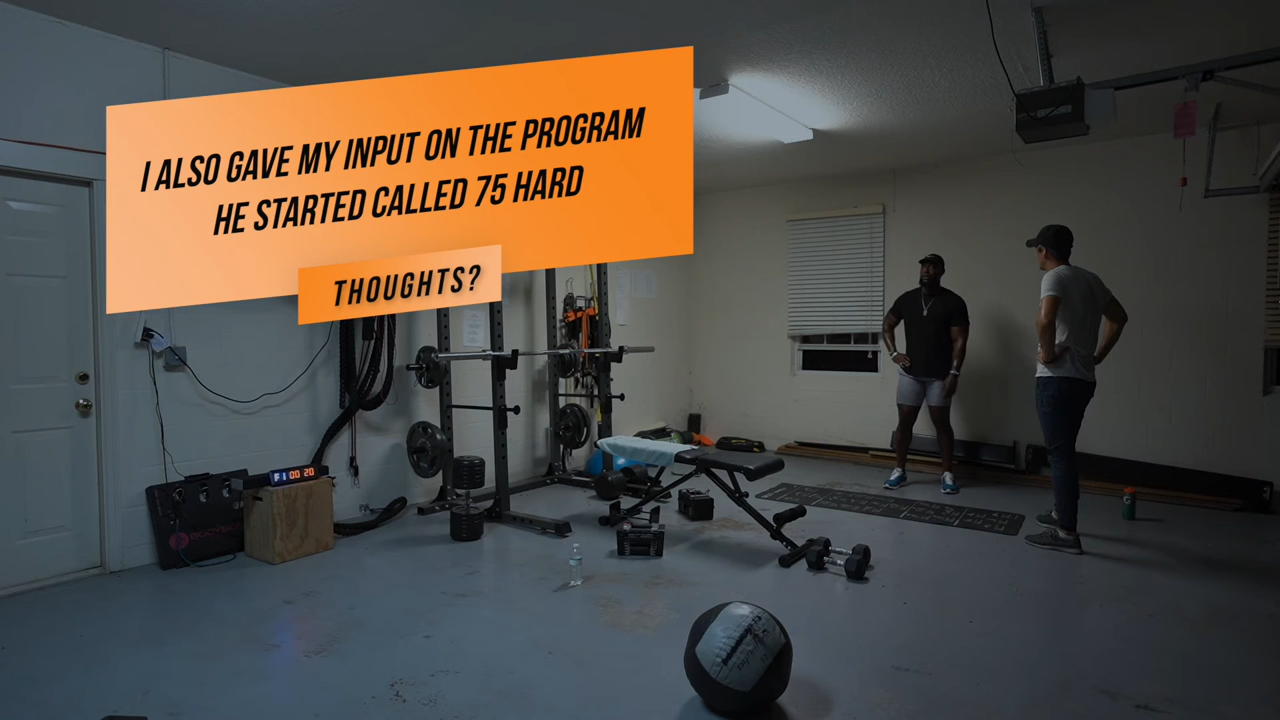 I ALSO GAVE MY INPUT ON THE PROGRAM
HE STARTED CALLED 75 HARD
THOUGHTS?
F1 00 20